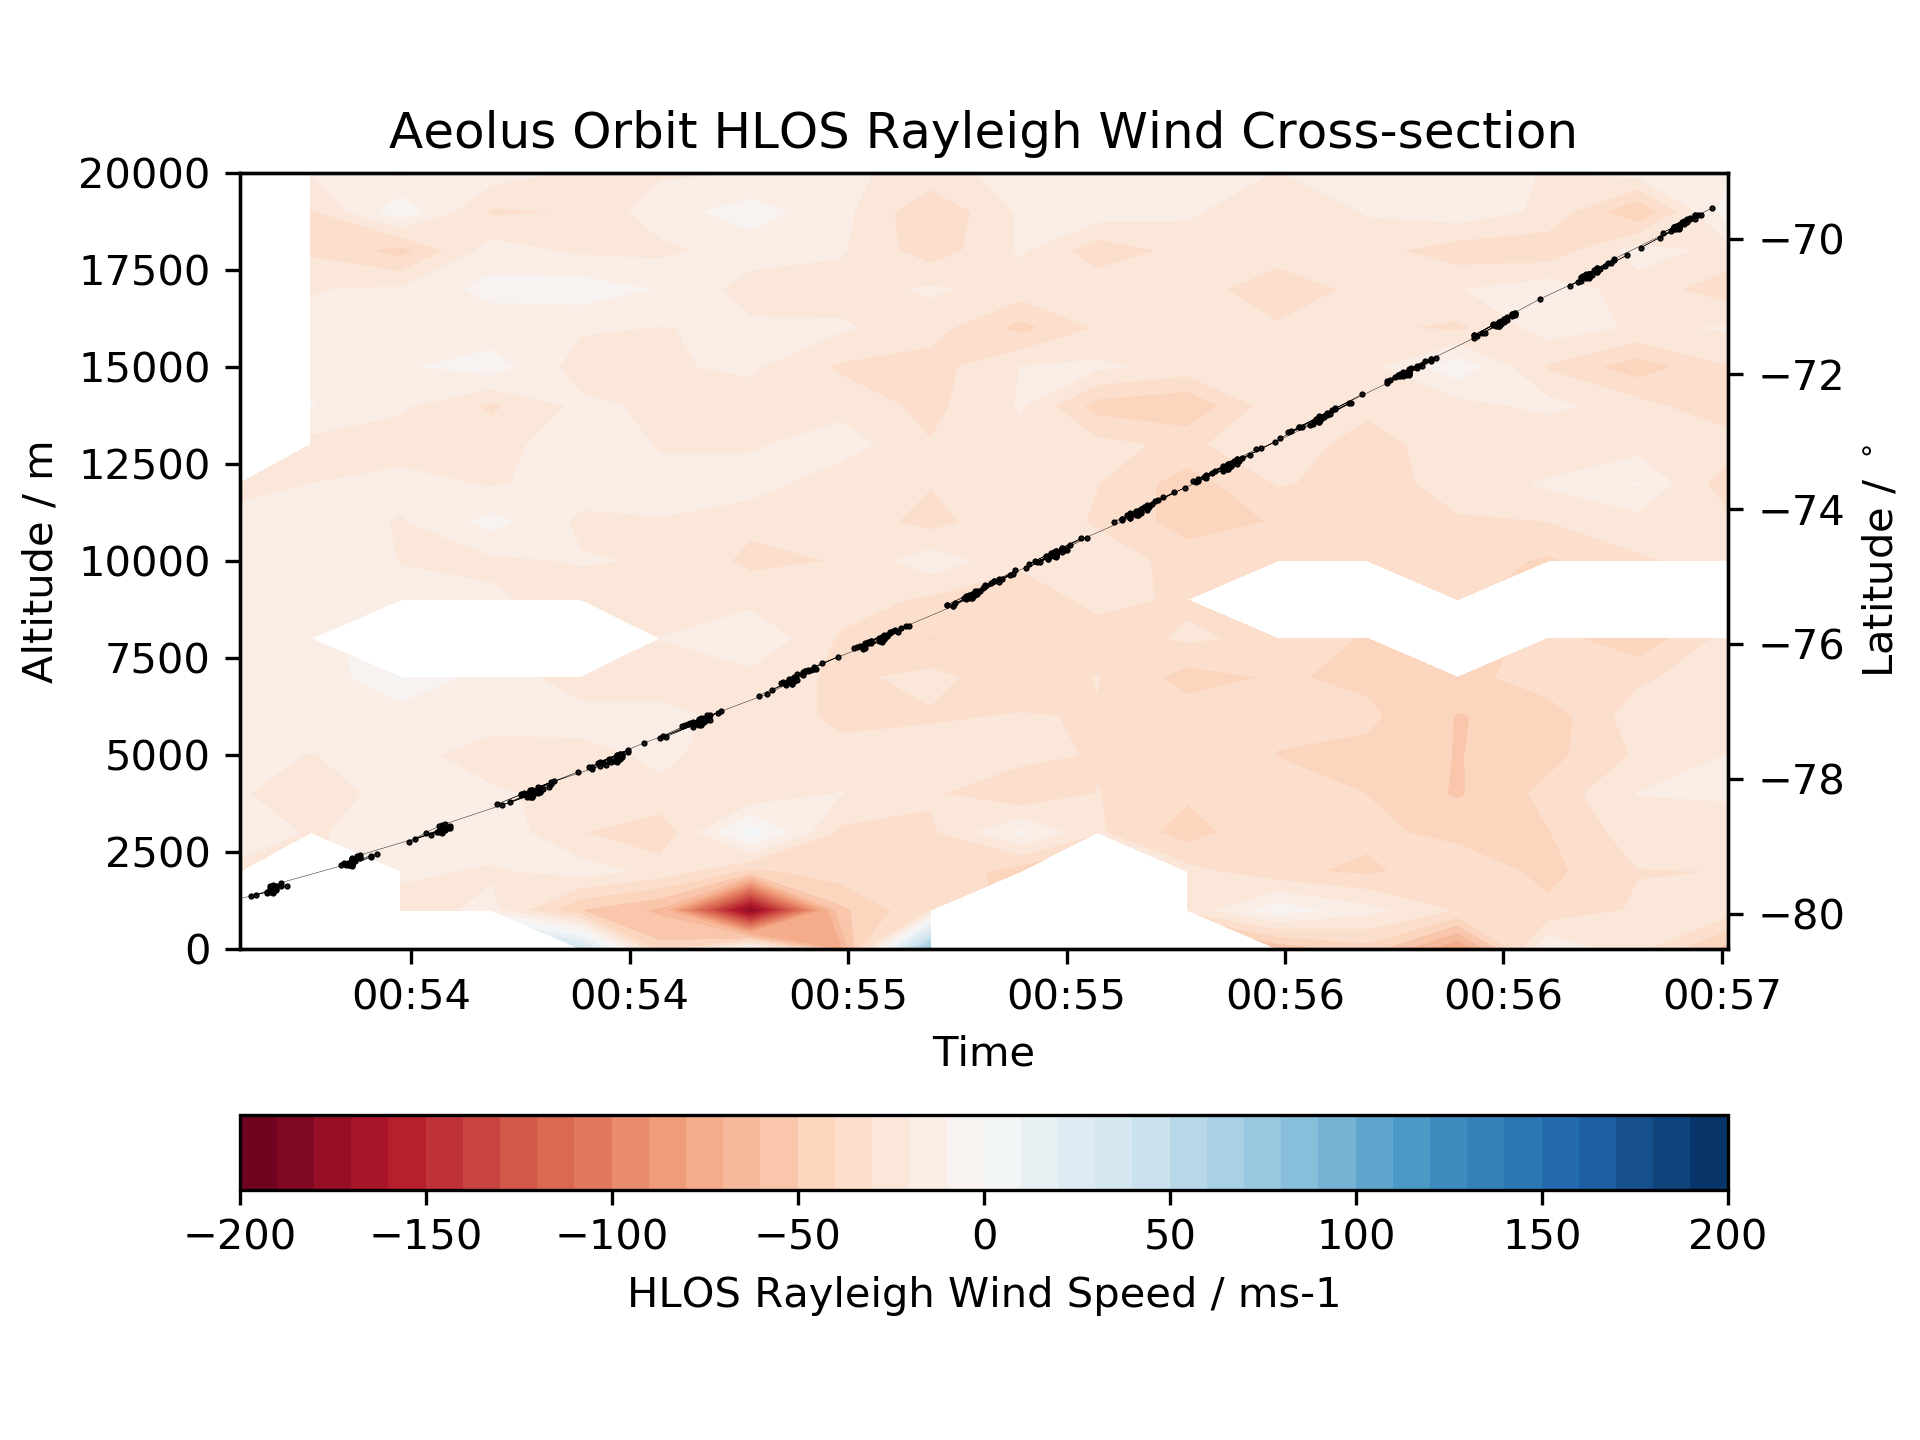 Aeolus Orbit HLOS Rayleigh Wind Cross-section
20000
17500
15000
12500
10000
7500
5000
2500
0
Altitude / m
−70
−72
−74
−76
−78
−80
Latitude / °
00:54 00:54 00:55 00:55 00:56 00:56 00:57
Time
−200 −150 −100 −50 0 50 100 150 200
HLOS Rayleigh Wind Speed / ms-1